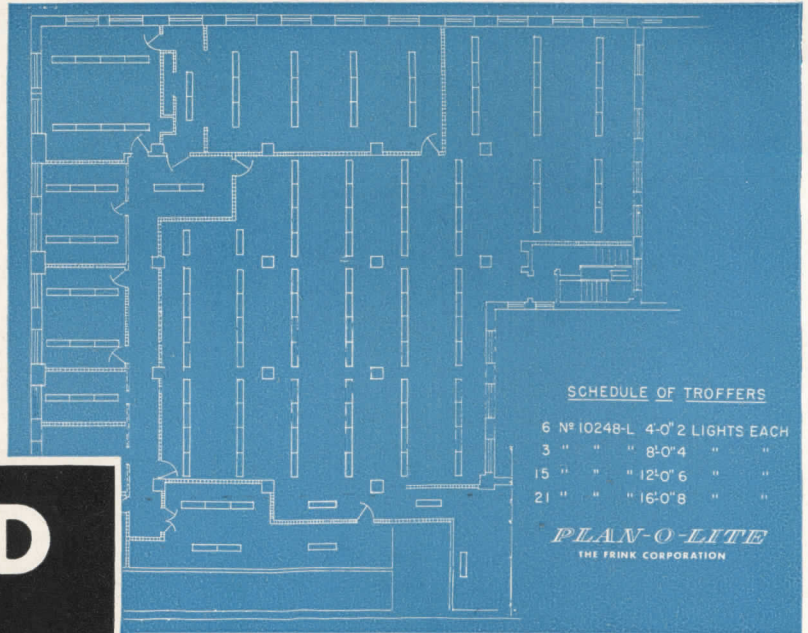 SCHEDULE OF TROFFERS
6 Nº 10248-L 4'-0" 2 LIGHTS EACH
3 " " " 8'-0" 4 " "
15 " " " 12'-0" 6 " "
21 " " " 16'-0" 8 " "
PLAN-O-LITE
THE FRINK CORPORATION
D